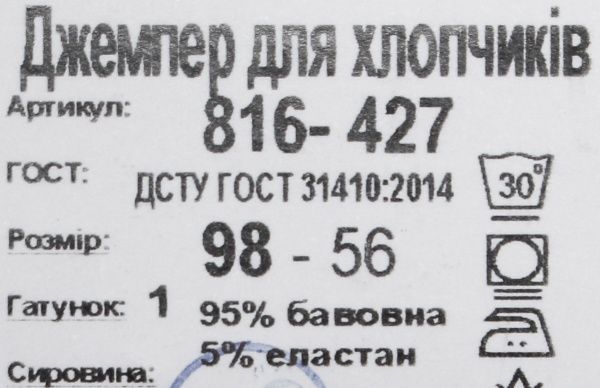 Джемпер для хлопчиків
Артикул: 816- 427
ГОСТ: ДСТУ ГОСТ 31410:2014
30°
Розмір: 98 - 56
Гатунок: 1 95% бавовна
5% еластан
Сировина: